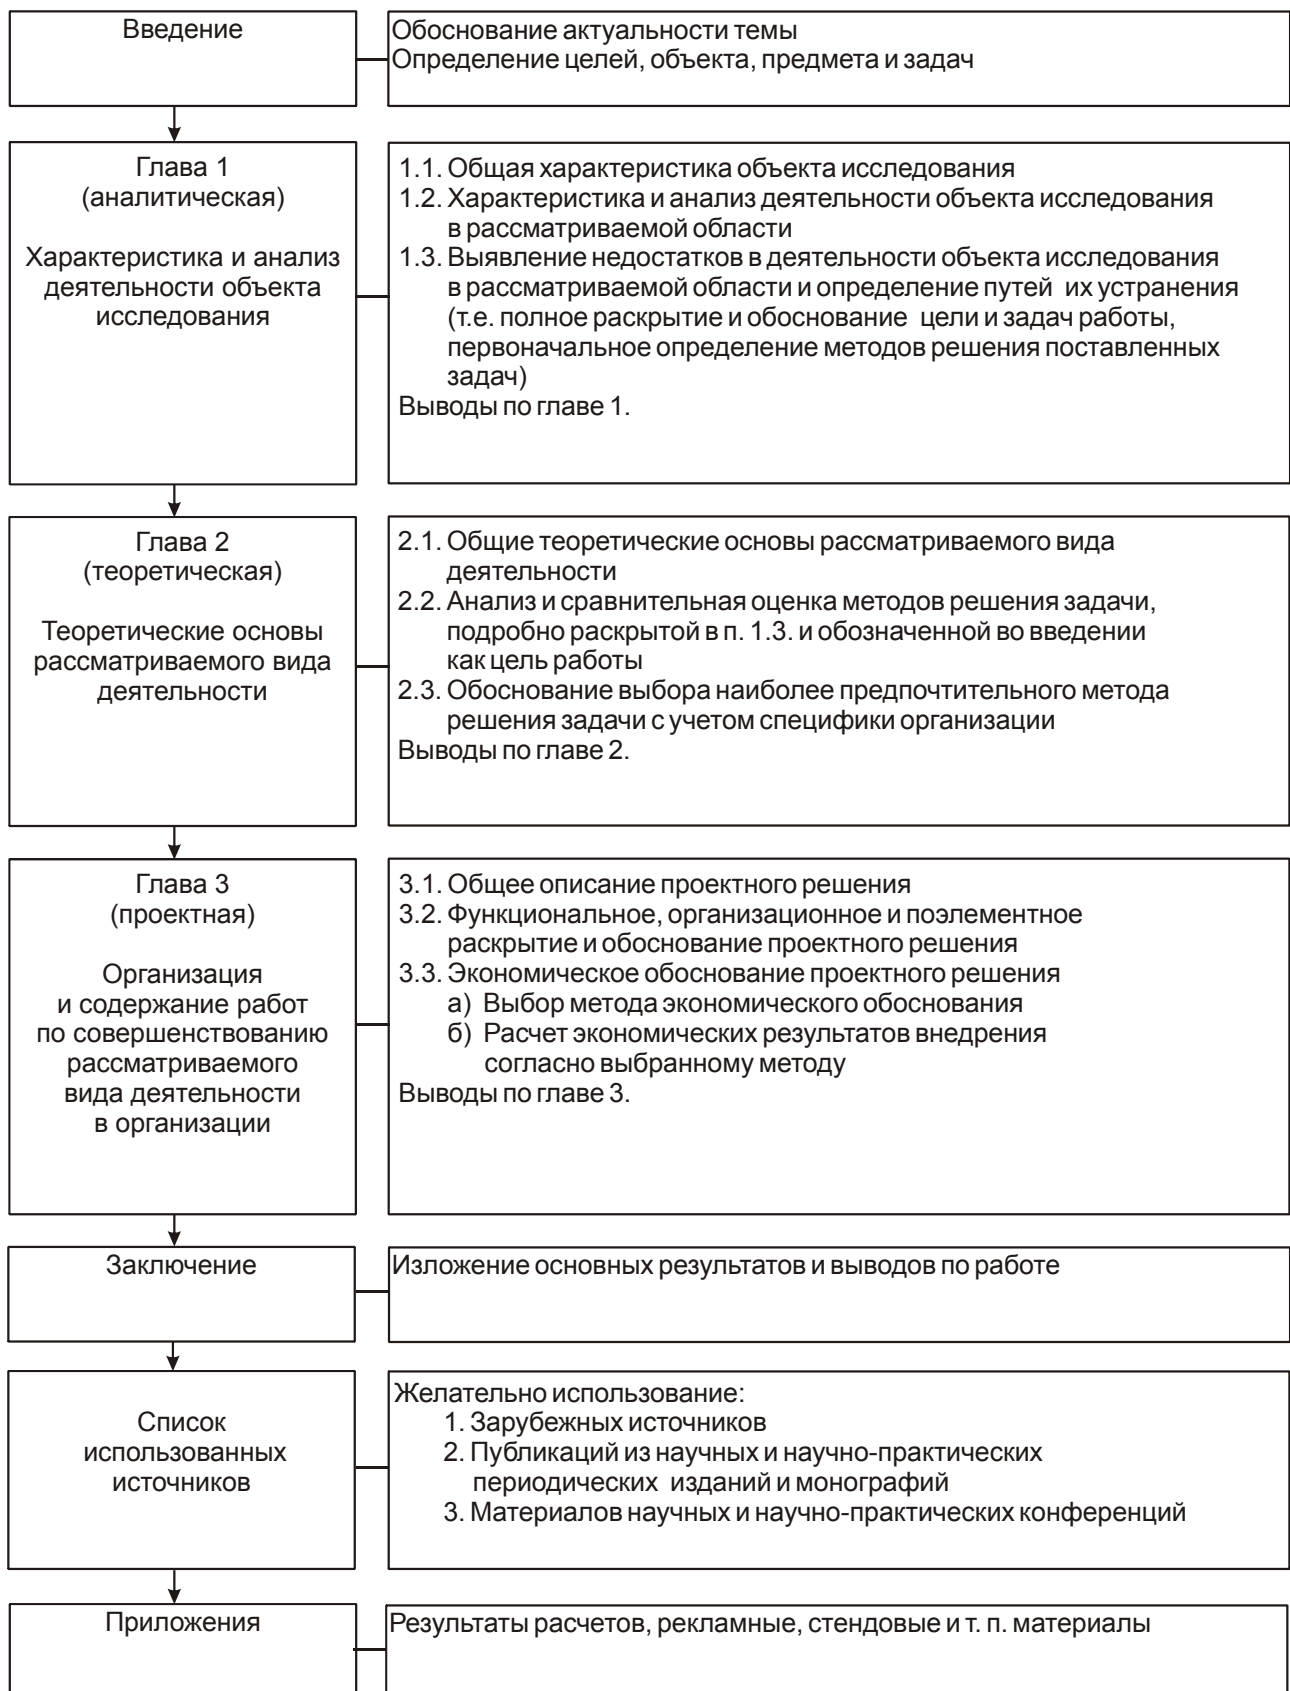 Введение
Обоснование актуальности темы
Определение целей, объекта, предмета и задач
Глава 1
(аналитическая)
Характеристика и анализ
деятельности объекта
исследования
1.1. Общая характеристика объекта исследования
1.2. Характеристика и анализ деятельности объекта исследования
в рассматриваемой области
1.3. Выявление недостатков в деятельности объекта исследования
в рассматриваемой области и определение путей их устранения
(т.е. полное раскрытие и обоснование цели и задач работы,
первоначальное определение методов решения поставленных
задач)
Выводы по главе 1.
Глава 2
(теоретическая)
Теоретические основы
рассматриваемого вида
деятельности
2.1. Общие теоретические основы рассматриваемого вида
деятельности
2.2. Анализ и сравнительная оценка методов решения задачи,
подробно раскрытой в п. 1.3. и обозначенной во введении
как цель работы
2.3. Обоснование выбора наиболее предпочтительного метода
решения задачи с учетом специфики организации
Выводы по главе 2.
Глава 3
(проектная)
Организация
и содержание работ
по совершенствованию
рассматриваемого
вида деятельности
в организации
3.1. Общее описание проектного решения
3.2. Функциональное, организационное и поэлементное
раскрытие и обоснование проектного решения
3.3. Экономическое обоснование проектного решения
а) Выбор метода экономического обоснования
б) Расчет экономических результатов внедрения
согласно выбранному методу
Выводы по главе 3.
Заключение
Изложение основных результатов и выводов по работе
Список
использованных
источников
Желательно использование:
1. Зарубежных источников
2. Публикаций из научных и научно-практических
периодических изданий и монографий
3. Материалов научных и научно-практических конференций
Приложения
Результаты расчетов, рекламные, стендовые и т. п. материалы